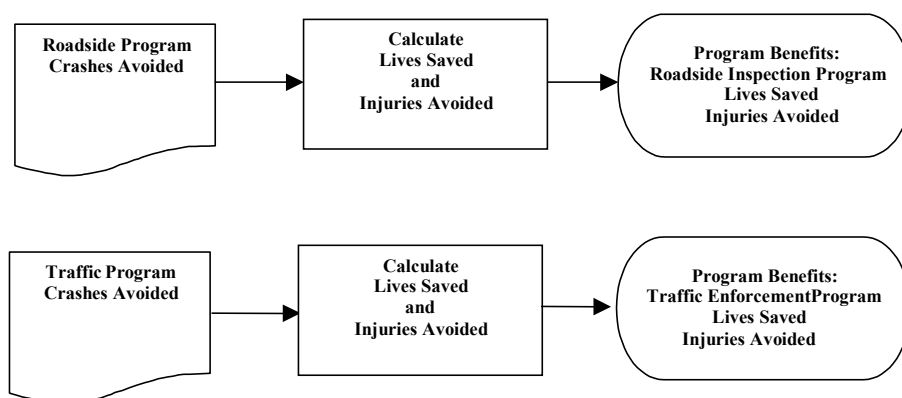 Roadside Program
Crashes Avoided
Calculate
Lives Saved
and
Injuries Avoided
Program Benefits:
Roadside Inspection Program
Lives Saved
Injuries Avoided
Traffic Program
Crashes Avoided
Calculate
Lives Saved
and
Injuries Avoided
Program Benefits:
Traffic EnforcementProgram
Lives Saved
Injuries Avoided